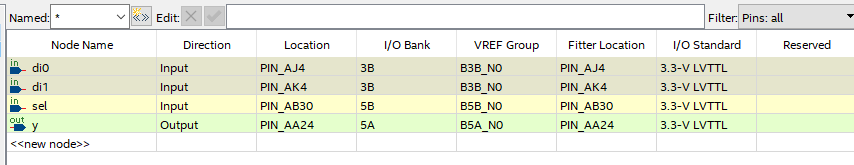 Named: * Edit: Filter: Pins: all
Node Name Direction Location I/O Bank VREF Group Fitter Location I/O Standard Reserved
in di0 Input PIN_AJ4 3B B3B_N0 PIN_AJ4 3.3-V LVTTL
in di1 Input PIN_AK4 3B B3B_N0 PIN_AK4 3.3-V LVTTL
in sel Input PIN_AB30 5B B5B_N0 PIN_AB30 3.3-V LVTTL
out y Output PIN_AA24 5A B5A_N0 PIN_AA24 3.3-V LVTTL
<<new node>>